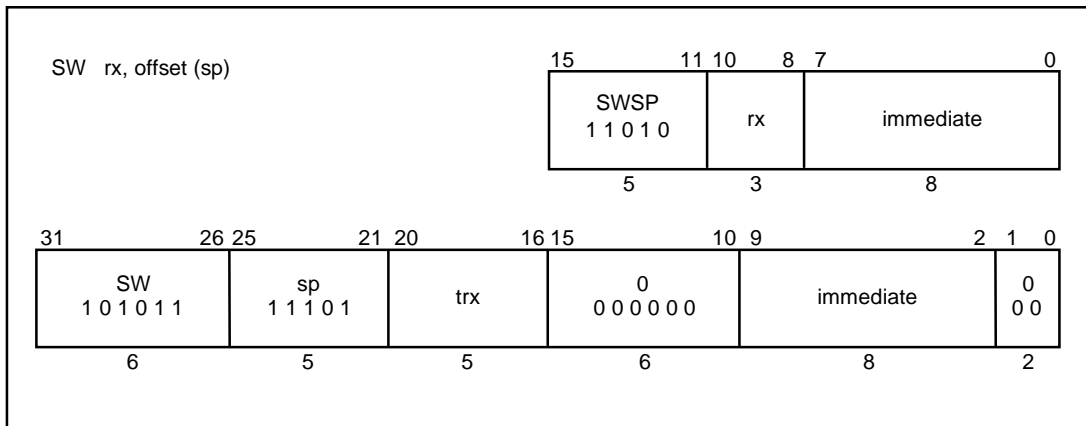 SW rx, offset (sp)
15 11 10 8 7 0
SWSP rx immediate
1 1 0 1 0
5 3 8
31 26 25 21 20 16 15 10 9 2 1 0
SW sp trx 0 immediate 0
1 0 1 0 1 1 1 1 1 0 1 0 0 0 0 0 0 0 0
6 5 5 6 8 2